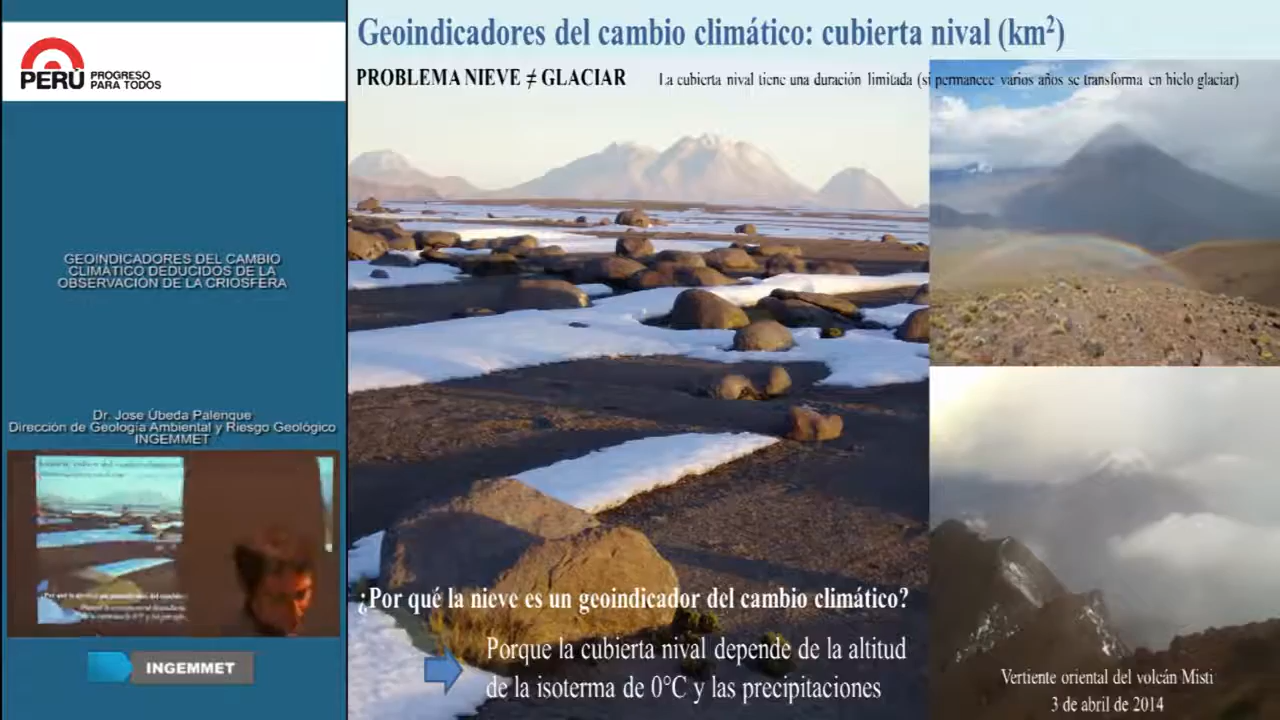 PERÚ PROGRESO
PARA TODOS
GEOINDICADORES DEL CAMBIO
CLIMÁTICO DEDUCIDOS DE LA
OBSERVACIÓN DE LA CRIOSFERA
Dr. Jose Úbeda Palenque
Dirección de Geología Ambiental y Riesgo Geológico
INGEMMET
INGEMMET
Geoindicadores del cambio climático: cubierta nival (km²)
PROBLEMA NIEVE ≠ GLACIAR
La cubierta nival tiene una duración limitada (si permanece varios años se transforma en hielo glaciar)
¿Por qué la nieve es un geoindicador del cambio climático?
Porque la cubierta nival depende de la altitud
de la isoterma de 0°C y las precipitaciones
Vertiente oriental del volcán Misti
3 de abril de 2014